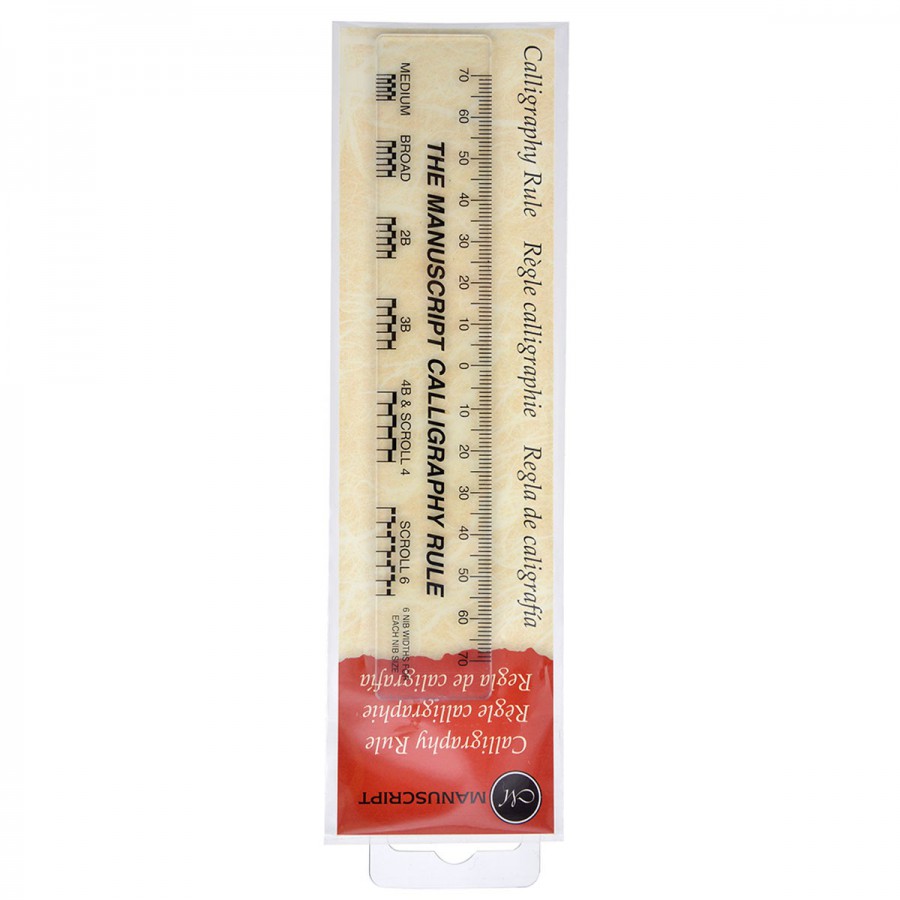 Calligraphy Rule Règle calligraphie Regla de caligrafía
70 60 50 40 30 20 10 0 10 20 30 40 50 60 70
THE MANUSCRIPT CALLIGRAPHY RULE
MEDIUM BROAD 2B 3B 4B & SCROLL 4 SCROLL 6
6 NIB WIDTHS FOR
EACH NIB SIZE
M MANUSCRIPT
Calligraphy Rule
Règle calligraphie
Regla de caligrafía